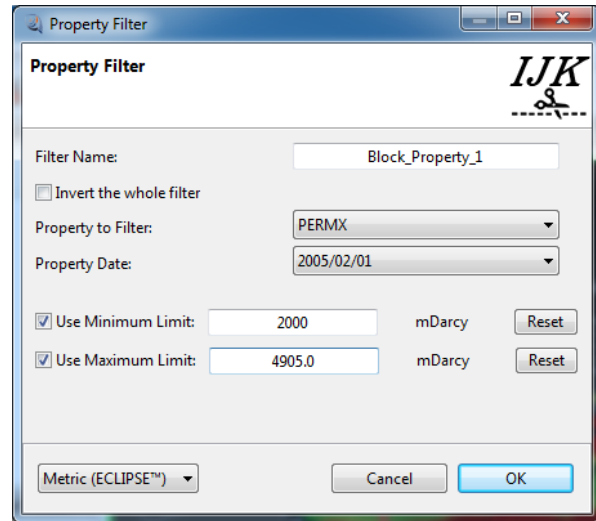 Property Filter
Property Filter
IJK
Filter Name: Block_Property_1
Invert the whole filter
Property to Filter: PERMX
Property Date: 2005/02/01
Use Minimum Limit: 2000 mDarcy Reset
Use Maximum Limit: 4905.0 mDarcy Reset
Metric (ECLIPSE™) Cancel OK